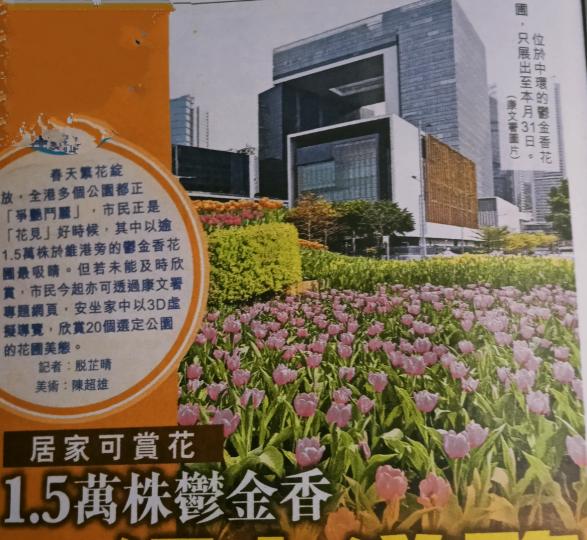 位於中環的鬱金香花
圃，只展出至本月31日。
（康文署圖片）
春天繁花綻
放，全港多個公園都正
「爭艷鬥麗」，市民正是
「花見」好時候，其中以逾
1.5萬株於維港旁的鬱金香花
圃最吸睛。但若未能及時欣
賞，市民今起亦可透過康文署
專題網頁，安坐家中以3D虛
擬導覽，欣賞20個選定公園
的花圃美態。
記者：脱芷晴
美術：陳超雄
居家可賞花
1.5萬株鬱金香